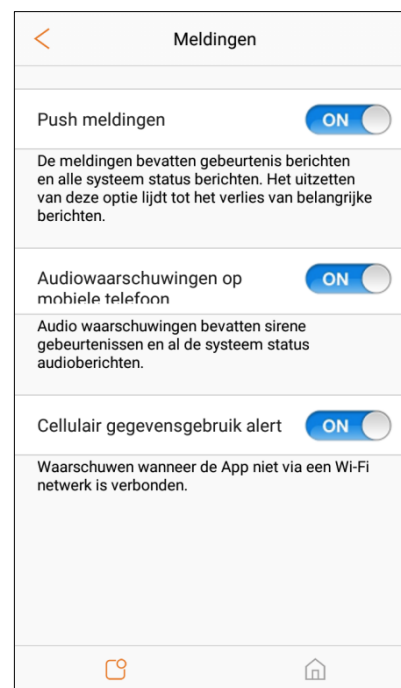 Meldingen
Push meldingen
ON
De meldingen bevatten gebeurtenis berichten
en alle systeem status berichten. Het uitzetten
van deze optie lijdt tot het verlies van belangrijke
berichten.
Audiowaarschuwingen op
mobiele telefoon
ON
Audio waarschuwingen bevatten sirene
gebeurtenissen en al de systeem status
audioberichten.
Cellulair gegevensgebruik alert
ON
Waarschuwen wanneer de App niet via een Wi-Fi
netwerk is verbonden.